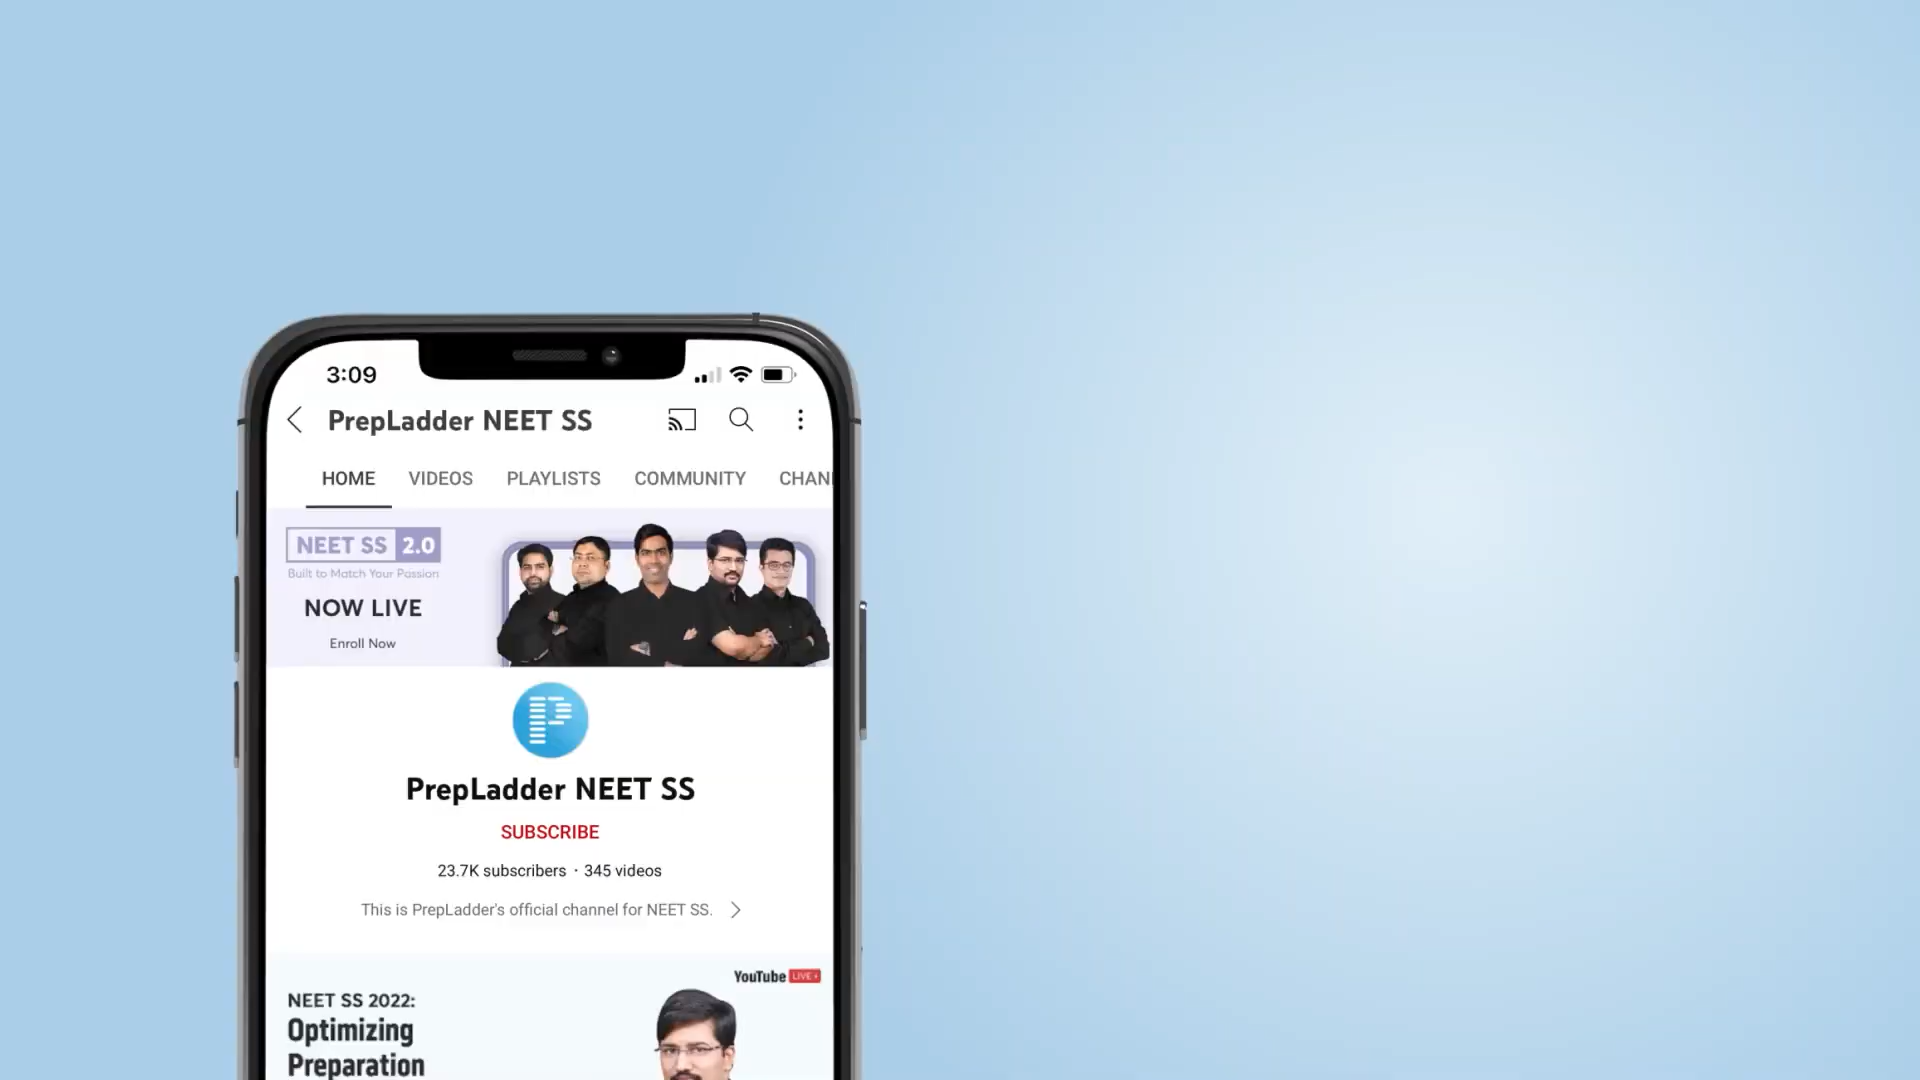 3:09
PrepLadder NEET SS
HOME VIDEOS PLAYLISTS COMMUNITY CHAN
NEET SS 2.0
Built to Match Your Passion
NOW LIVE
Enroll Now
PrepLadder NEET SS
SUBSCRIBE
23.7K subscribers · 345 videos
This is PrepLadder's official channel for NEET SS.
YouTube LIVE
NEET SS 2022:
Optimizing
Preparation